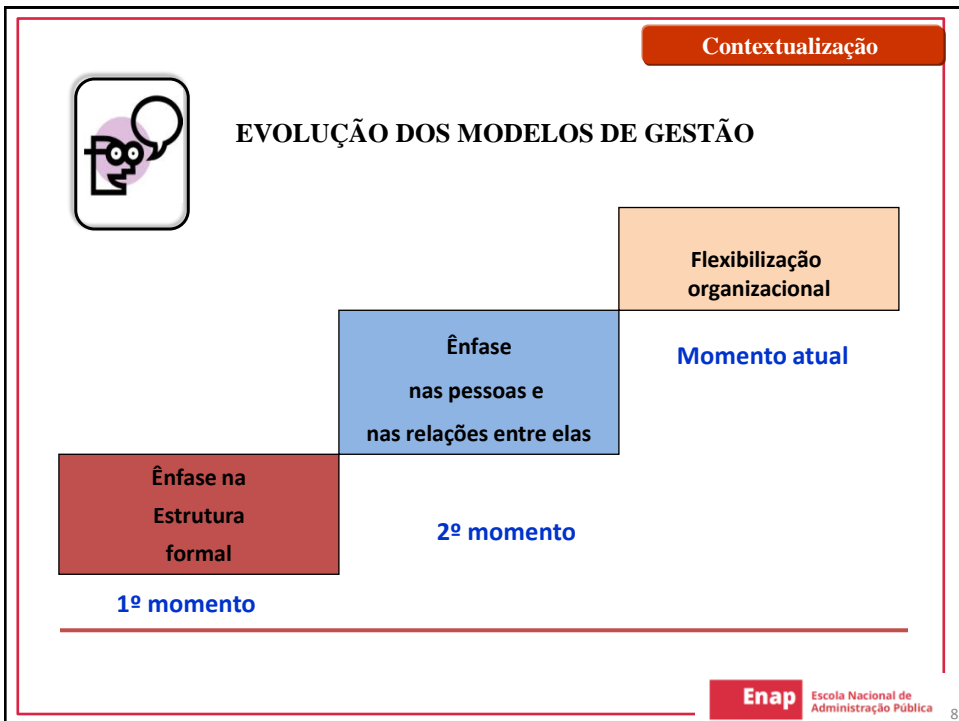 Contextualização
EVOLUÇÃO DOS MODELOS DE GESTÃO
Flexibilização
organizacional
Momento atual
Ênfase
nas pessoas e
nas relações entre elas
2º momento
Ênfase na
Estrutura
formal
1º momento
Enap
Escola Nacional de
Administração Pública
8